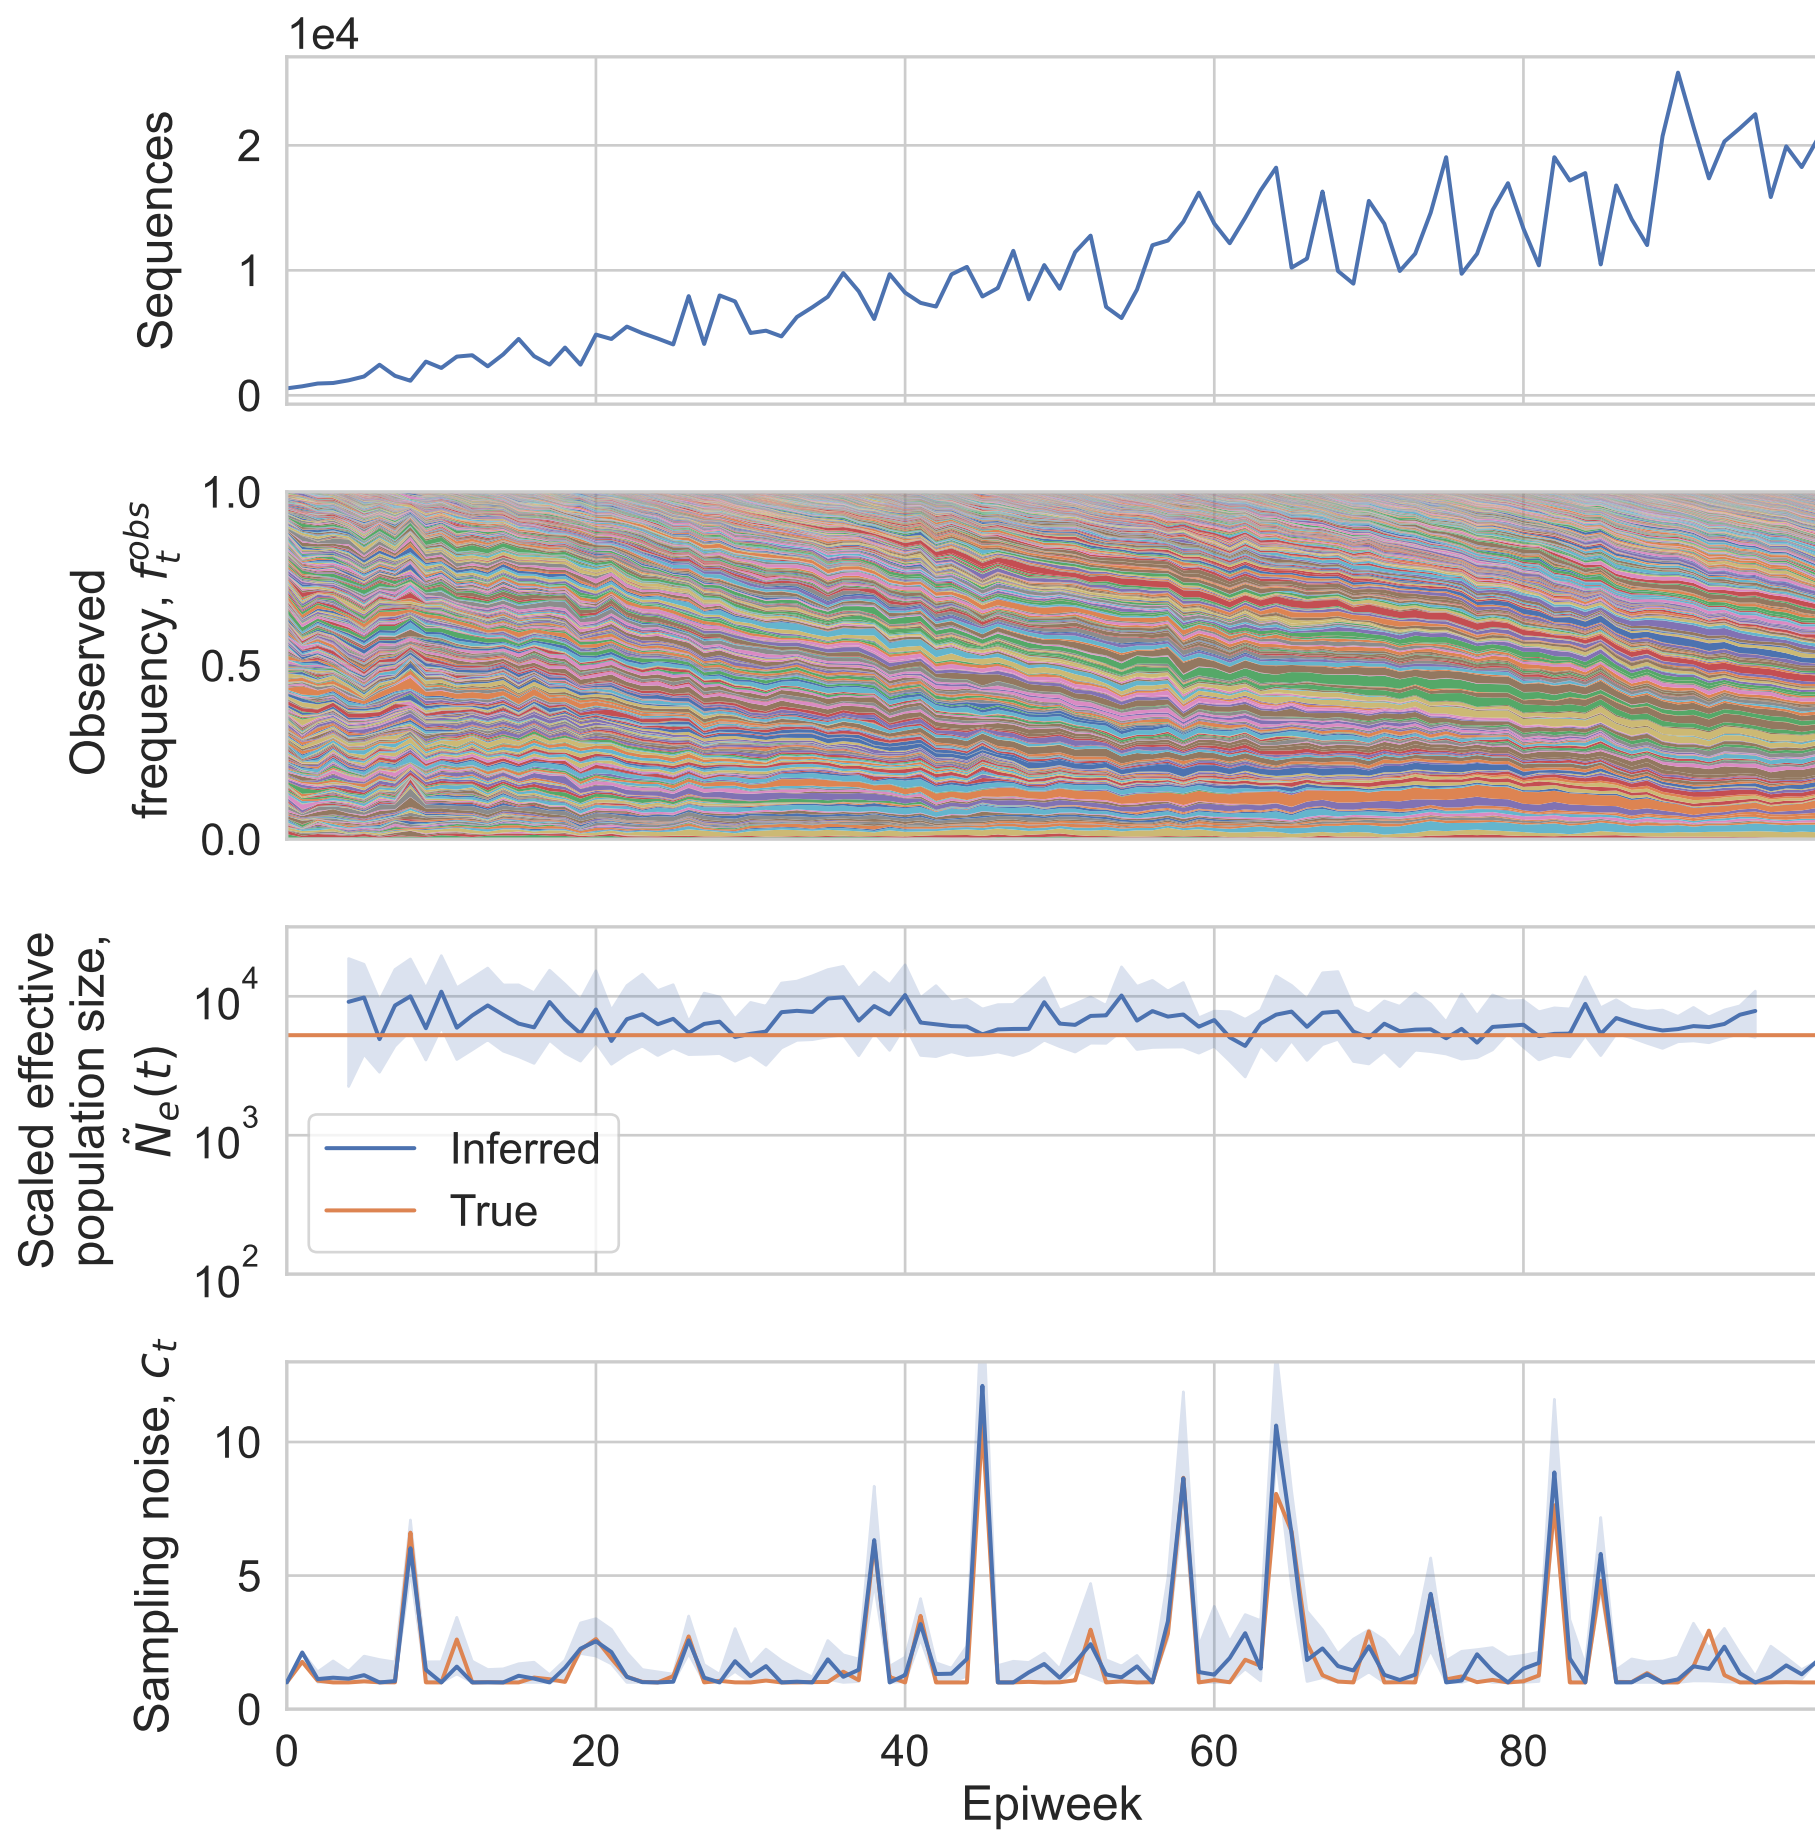 1e4
Sequences
2
1
0
Observed
frequency, f_t^{obs}
1.0
0.5
0.0
Scaled effective
population size,
Ñ_e(t)
10^4
10^3
10^2
Inferred
True
Sampling noise, c_t
10
5
0
0 20 40 60 80
Epiweek